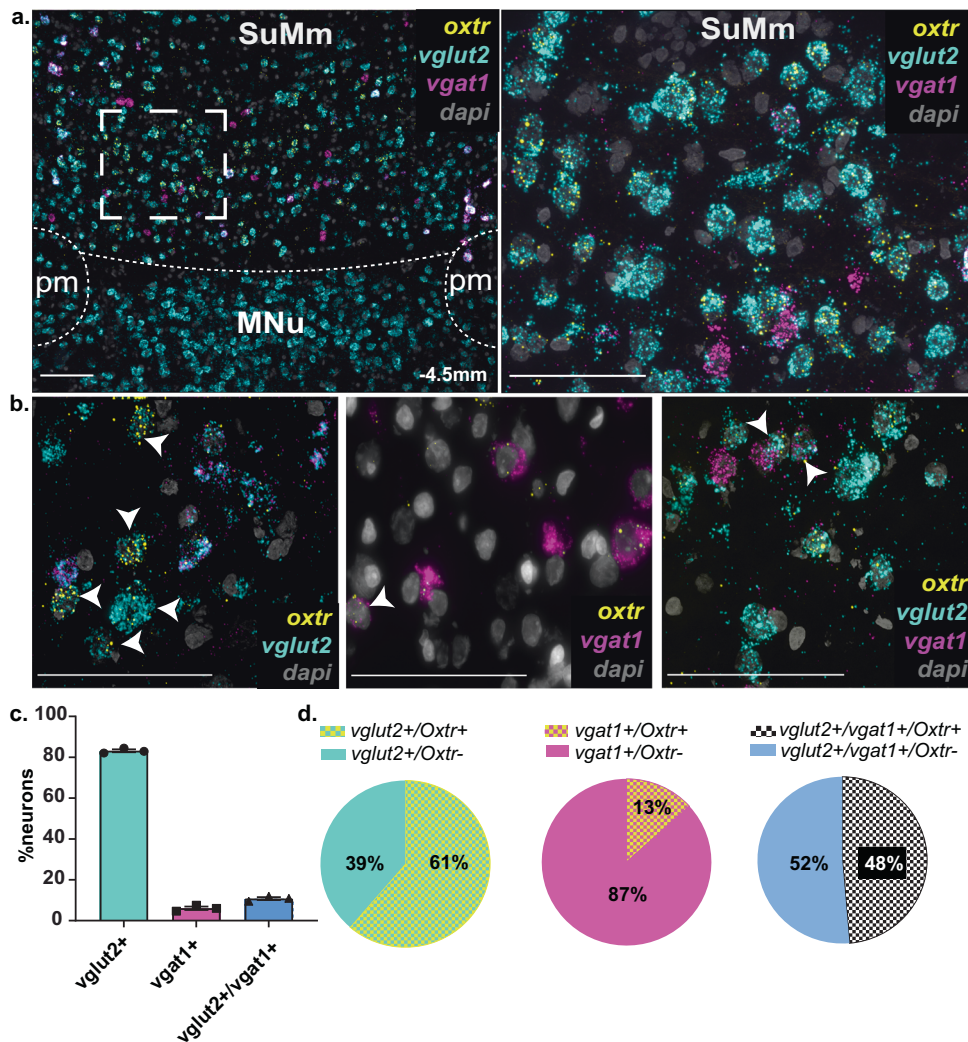 a.
SuMm
oxtr
vglut2
vgat1
dapi
pm
pm
MNu
-4.5mm
SuMm
oxtr
vglut2
vgat1
dapi
b.
oxtr
vglut2
dapi
oxtr
vgat1
dapi
oxtr
vglut2
vgat1
dapi
c.
%neurons
100
80
60
40
20
0
vglut2+
vgat1+
vglut2+/vgat1+
d.
vglut2+/Oxtr+
vglut2+/Oxtr-
39%
61%
vgat1+/Oxtr+
vgat1+/Oxtr-
13%
87%
vglut2+/vgat1+/Oxtr+
vglut2+/vgat1+/Oxtr-
52%
48%